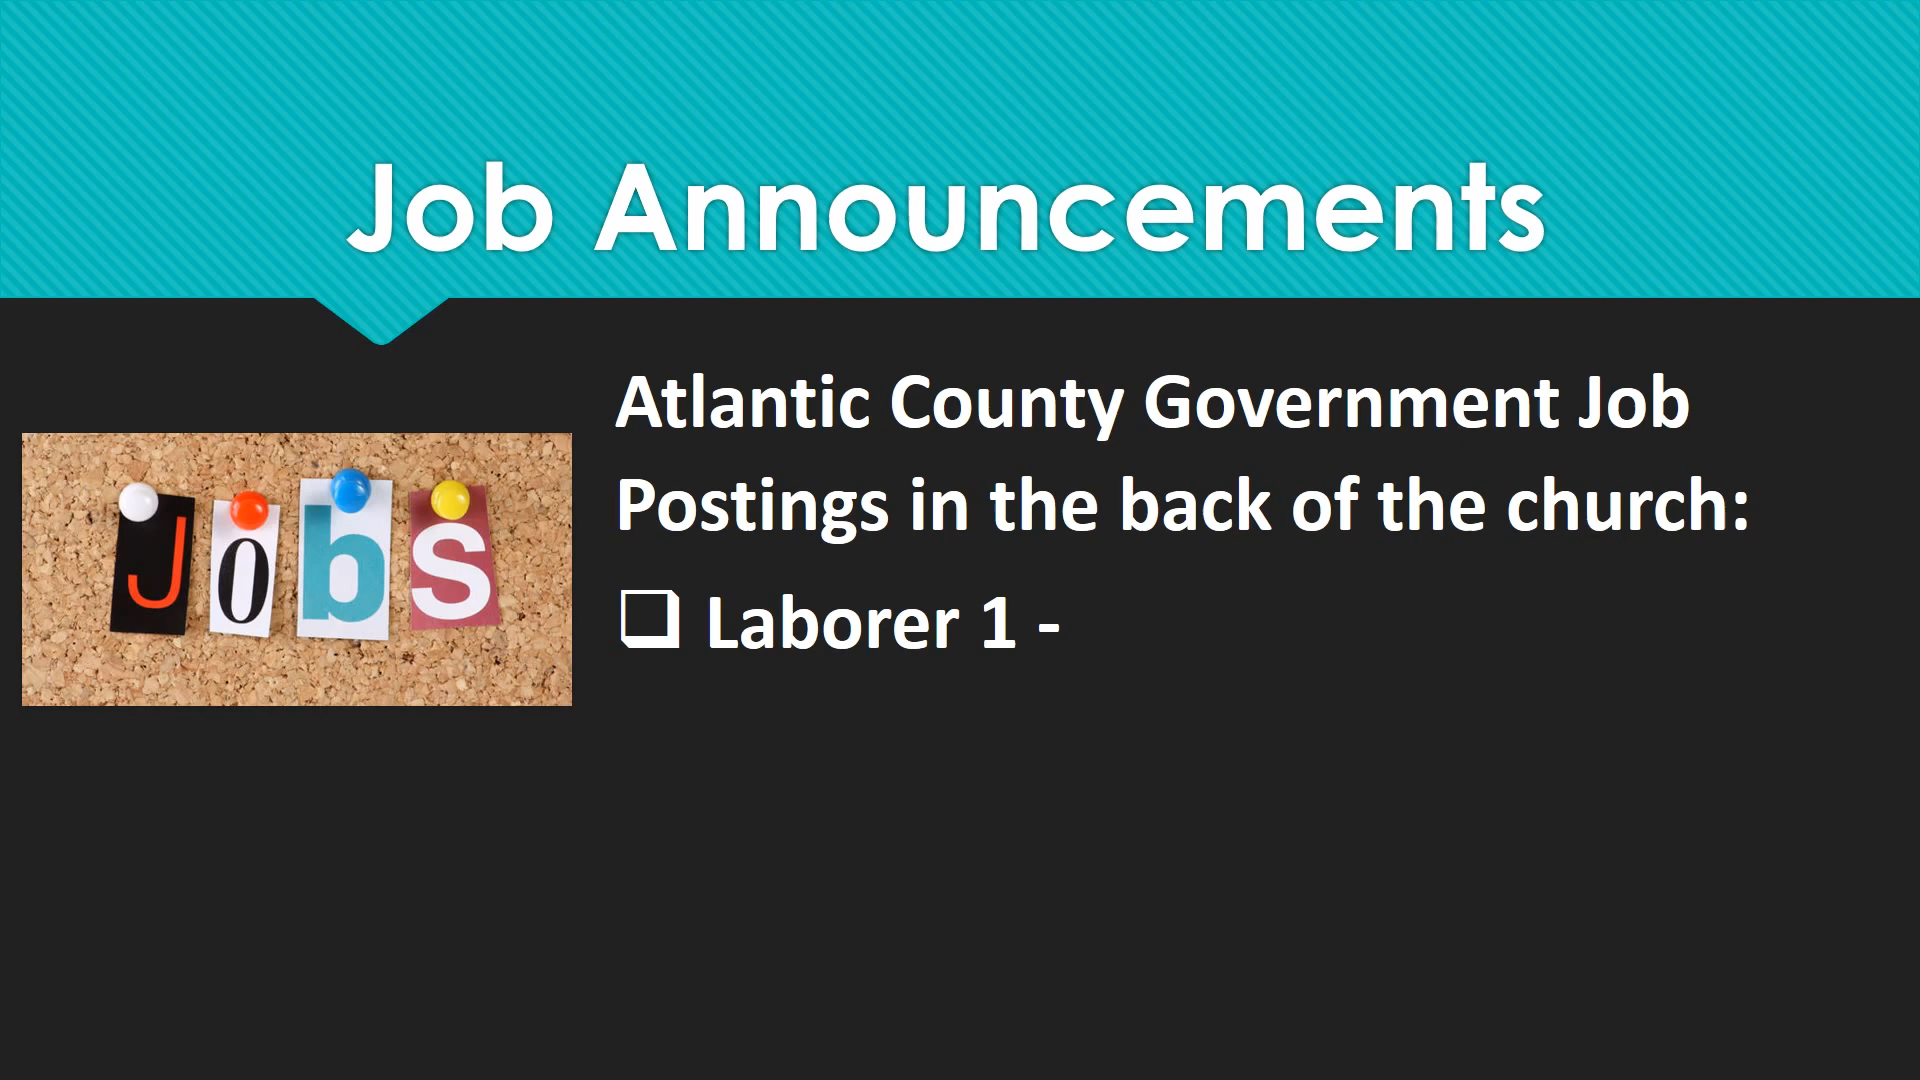 Job Announcements
Atlantic County Government Job
Postings in the back of the church:
❑ Laborer 1 -
Jobs